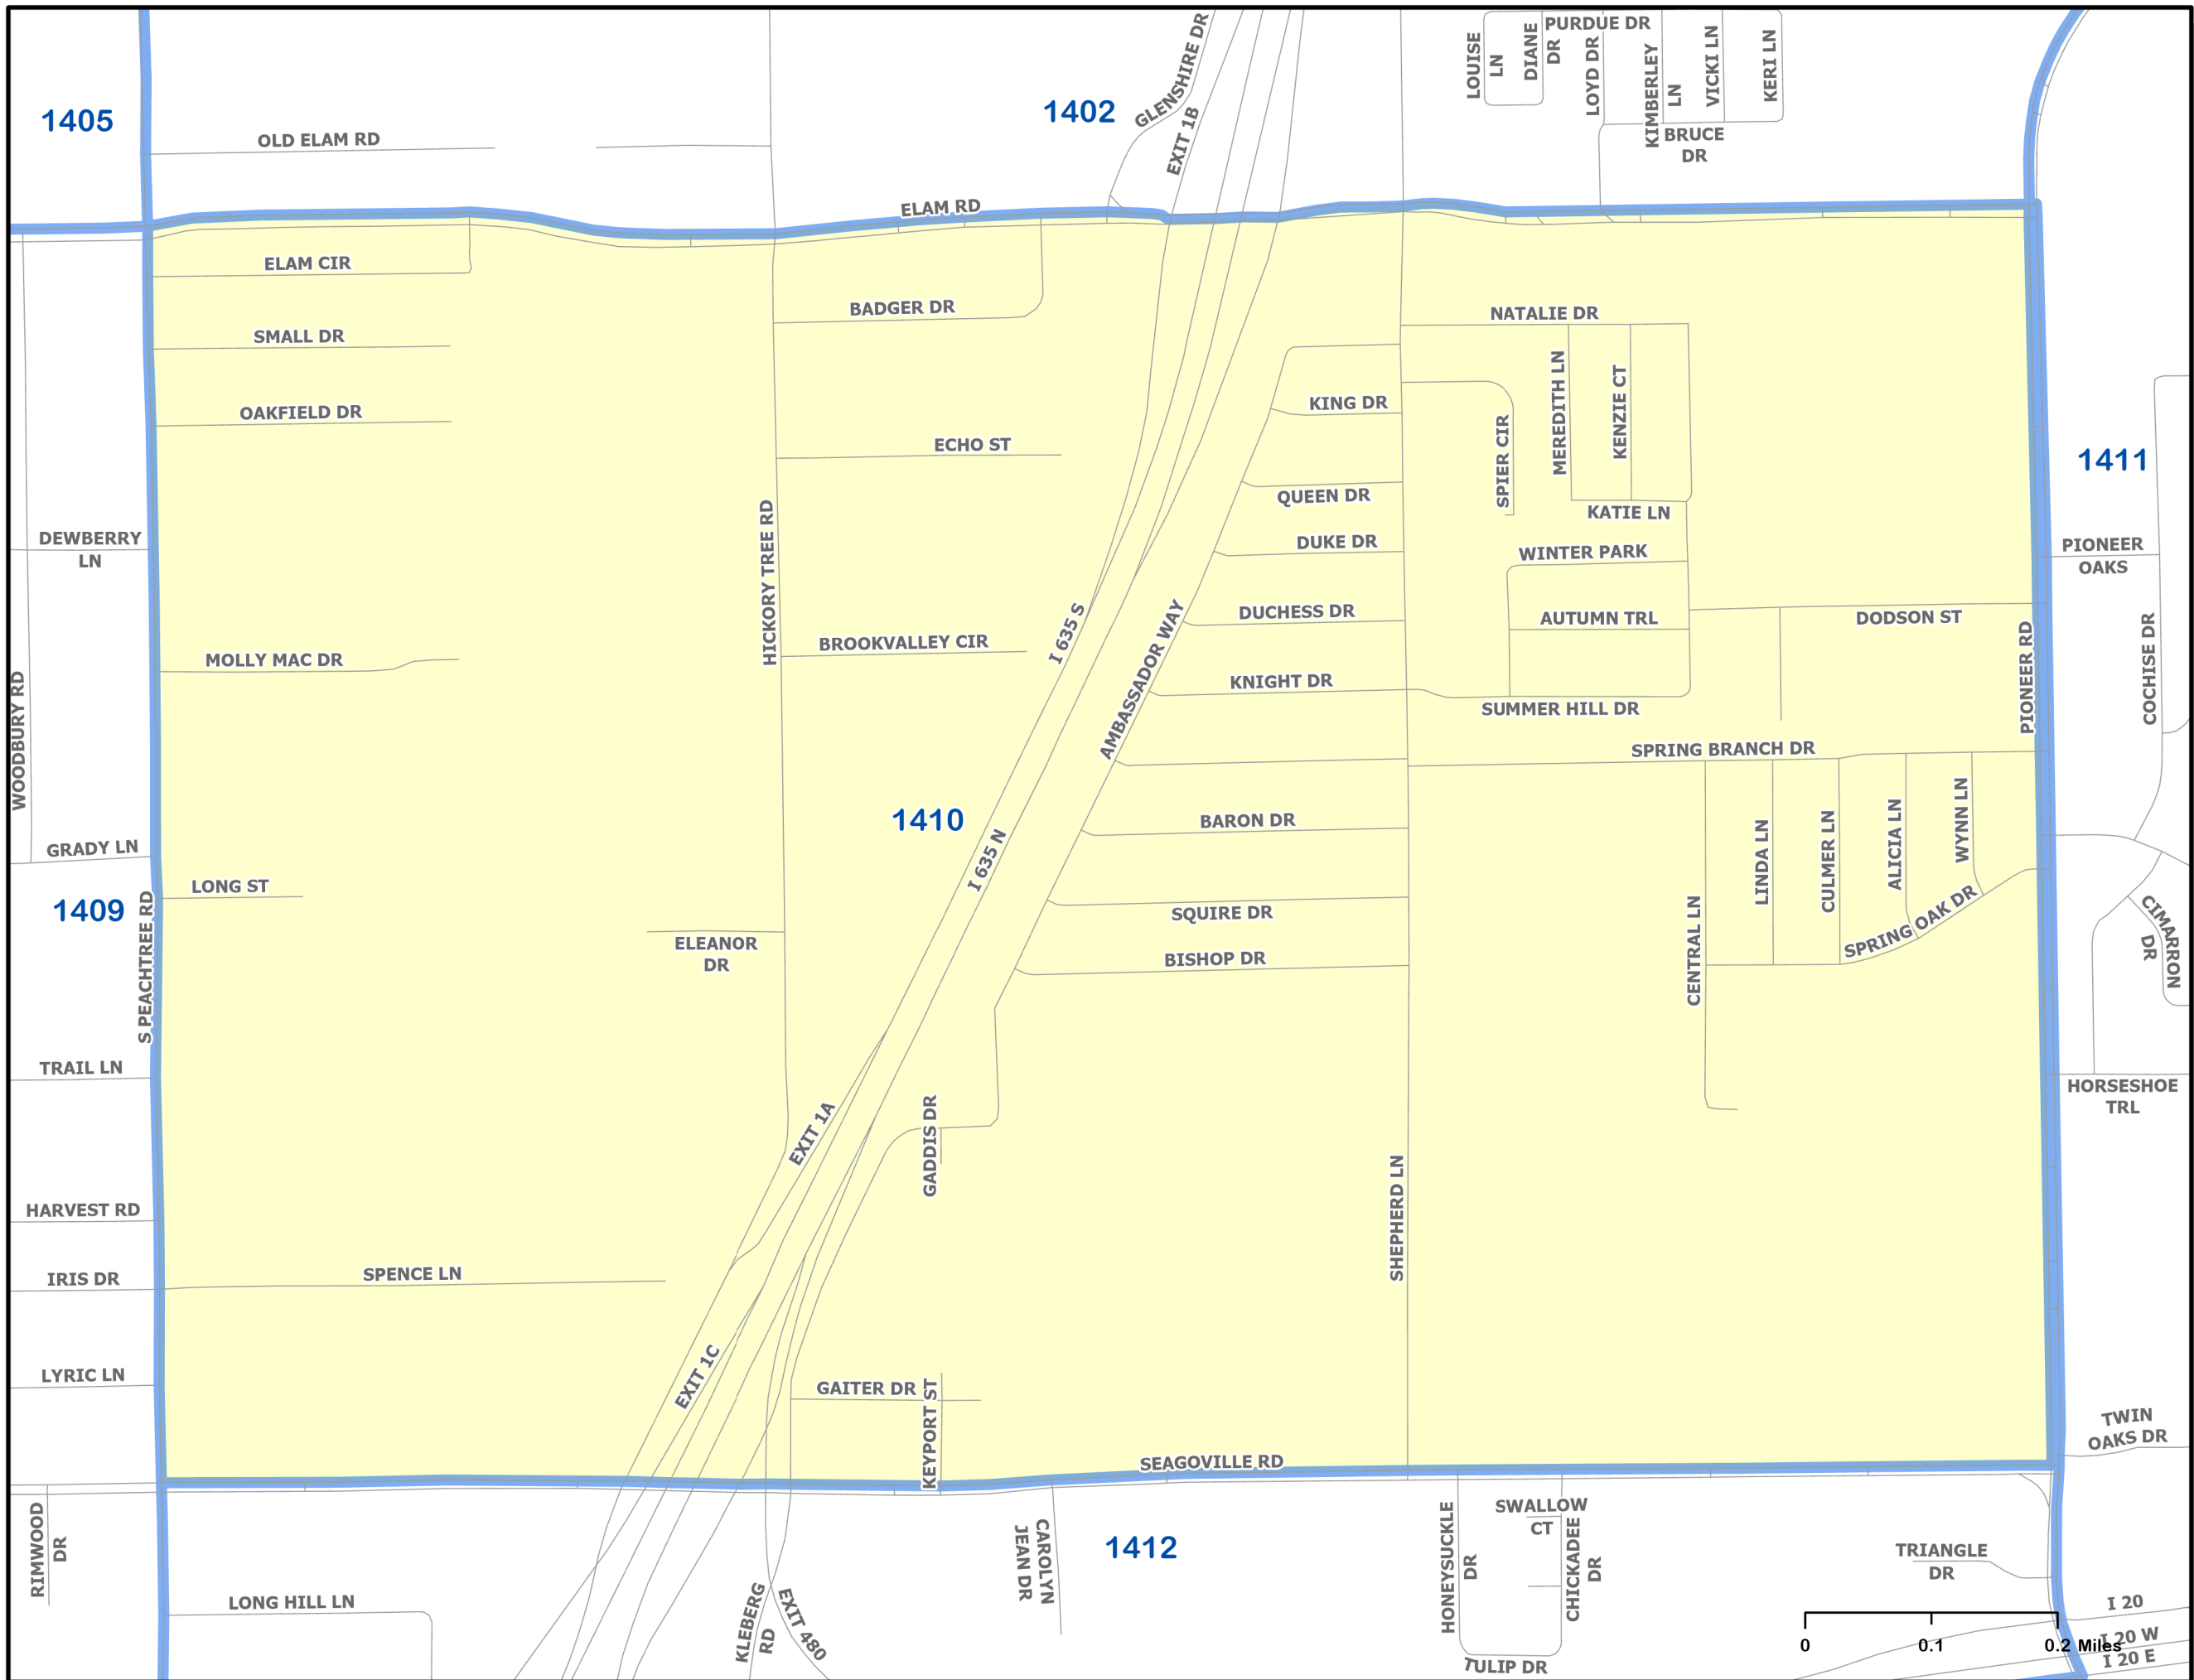 PURDUE DR
LOUISE
LN
DIANE
DR
LOYD DR
KIMBERLEY
LN
VICKI LN
KERI LN
BRUCE
DR
GLENSHIRE DR
EXIT 1B
1402
1405
OLD ELAM RD
ELAM RD
ELAM CIR
SMALL DR
OAKFIELD DR
BADGER DR
ECHO ST
NATALIE DR
KING DR
QUEEN DR
SPIER CIR
MEREDITH LN
KENZIE CT
KATIE LN
1411
DEWBERRY
LN
HICKORY TREE RD
DUKE DR
WINTER PARK
PIONEER
OAKS
DUCHESS DR
AUTUMN TRL
DODSON ST
MOLLY MAC DR
BROOKVALLEY CIR
I 635 S
AMBASSADOR WAY
KNIGHT DR
SUMMER HILL DR
PIONEER RD
COCHISE DR
WOODBURY RD
SPRING BRANCH DR
1410
I 635 N
BARON DR
LINDA LN
CULMER LN
ALICIA LN
WYNN LN
GRADY LN
LONG ST
1409
S PEACHTREE RD
ELEANOR
DR
SQUIRE DR
BISHOP DR
CENTRAL LN
SPRING OAK DR
CIMARRON
DR
TRAIL LN
HORSESHOE
TRL
EXIT 1A
GADDIS DR
SHEPHERD LN
HARVEST RD
IRIS DR
SPENCE LN
LYRIC LN
EXIT 1C
GAITER DR
KEYPORT ST
SEAGOVILLE RD
TWIN
OAKS DR
RIMWOOD
DR
LONG HILL LN
KLEBERG
RD
EXIT 480
CAROLYN
JEAN DR
1412
HONEYSUCKLE
DR
SWALLOW
CT
CHICKADEE
DR
TULIP DR
TRIANGLE
DR
I 20
I 20 W
I 20 E
0 0.1 0.2 Miles